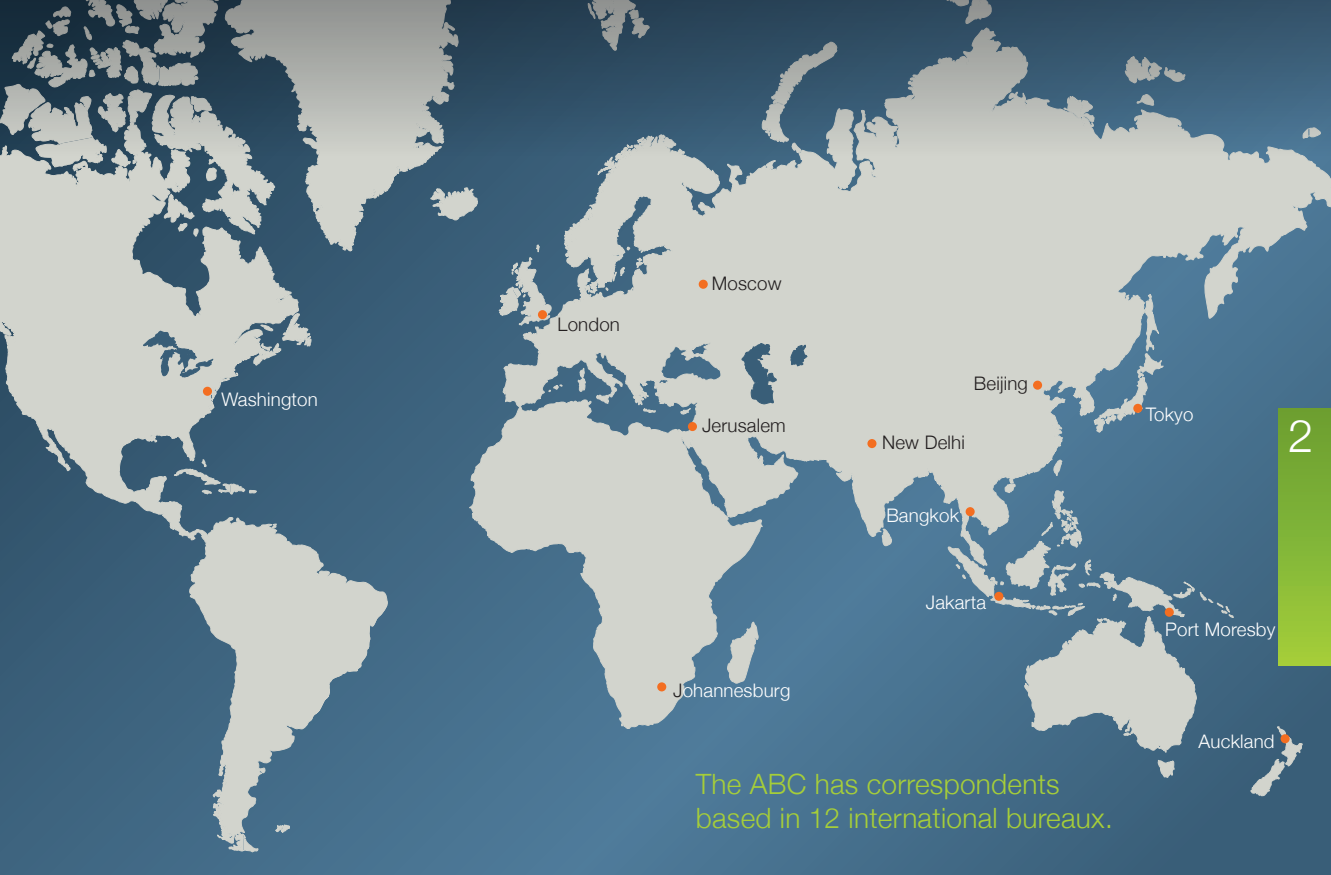 Moscow
London
Washington
Beijing
Tokyo
Jerusalem
2
New Delhi
Bangkok
Jakarta
Port Moresby
Johannesburg
Auckland
The ABC has correspondents
based in 12 international bureaux.